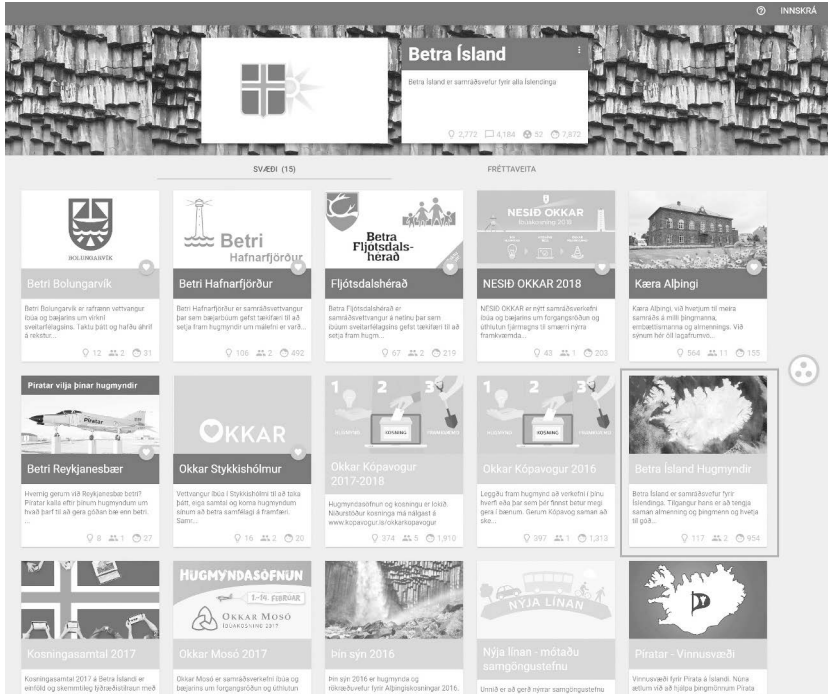 INNSKRÁ
Betra Ísland
Betra Ísland er samráðsvefur fyrir alla Íslendinga
2,772 4,184 52 7,872
SVÆÐI (15)
FRÉTTAVEITA
BOLUNGARVÍK
Betri Bolungarvík
Betri Bolungarvík er rafrænn vettvangur
íbúa og bæjarins um virkni
sveitarfélagsins. Taktu þátt og hafðu áhrif
á rekstur...
12 2 31
Betri
Hafnarfjörður
Betri Hafnarfjörður
Betri Hafnarfjörður er samráðsvettvangur
þar sem bæjarbúum gefst tækifæri til að
setja fram hugmyndir um málefni er varð...
106 2 492
Betra
Fljótsdals-
hérað
Fljótsdalshérað
Betra Fljótsdalshérað er
samráðsvettvangur á netinu þar sem
íbúum sveitarfélagsins gefst tækifæri til að
setja fram hugm...
67 2 219
NESIÐ OKKAR
Íbúakosning 2018
NESIÐ OKKAR 2018
NESIÐ OKKAR er nýtt samráðsverkefni
íbúa og bæjarins um forgangsröðun og
úthlutun fjármagns til smærri nýrra
framkvæmda...
43 1 203
Kæra Alþingi
Kæra Alþingi, við hvetjum til meira
samráðs á milli þingmanna,
embættismanna og almennings. Við
sýnum hér öll lagafrumvö...
564 11 155
Píratar vilja þínar hugmyndir
Píratar
Betri Reykjanesbær
Hvernig gerum við Reykjanesbæ betri?
Píratar kalla eftir þínum hugmyndum um
hvað þarf til að gera góðan bæ enn betri.
...
8 1 27
OKKAR
Okkar Stykkishólmur
Vettvangur íbúa í Stykkishólmi til að taka
þátt, eiga samtal og koma hugmyndum
sínum að betra samfélagi á framfæri.
Samr...
16 2 20
1 2 3
KOSNING
Okkar Kópavogur
2017-2018
Hugmyndasöfnun og kosningu er lokið.
Niðurstöður kosninga má nálgast á
www.kopavogur.is/okkarkopavogur
374 5 1,910
1 2 3
KOSNING
Okkar Kópavogur 2016
Leggðu fram hugmynd að verkefni í þínu
hverfi eða þar sem þér finnst betur megi
gera í bænum. Gerum Kópavog saman að
ske...
397 1 1,313
Betra Ísland Hugmyndir
Betra Ísland er samráðsvefur fyrir
Íslendinga. Tilgangur hans er að tengja
saman almenning og þingmenn og hvetja
til góð...
117 2 954
Kosningasamtal 2017
Kosningasamtal 2017 á Betra Íslandi er
einföld og skemmtileg lýðræðistilraun með
HUGMYNDASÖFNUN
1.-14. FEBRÚAR
OKKAR MOSÓ
ÍBÚAKOSNING 2017
Okkar Mosó 2017
Okkar Mosó er samráðsverkefni íbúa og
bæjarins um forgangsröðun og úthlutun
Þín sýn 2016
Þín sýn 2016 er hugmynda og
rökræðuvefur fyrir Alþingiskosningar 2016.
NÝJA LÍNAN
Nýja línan - mótaðu
samgöngustefnu
Unnið er að gerð nýrrar samgöngustefnu
Píratar - Vinnusvæði
Vinnusvæði fyrir Pírata á Íslandi. Núna
ætlum við að hjálpa þingmönnum Pírata